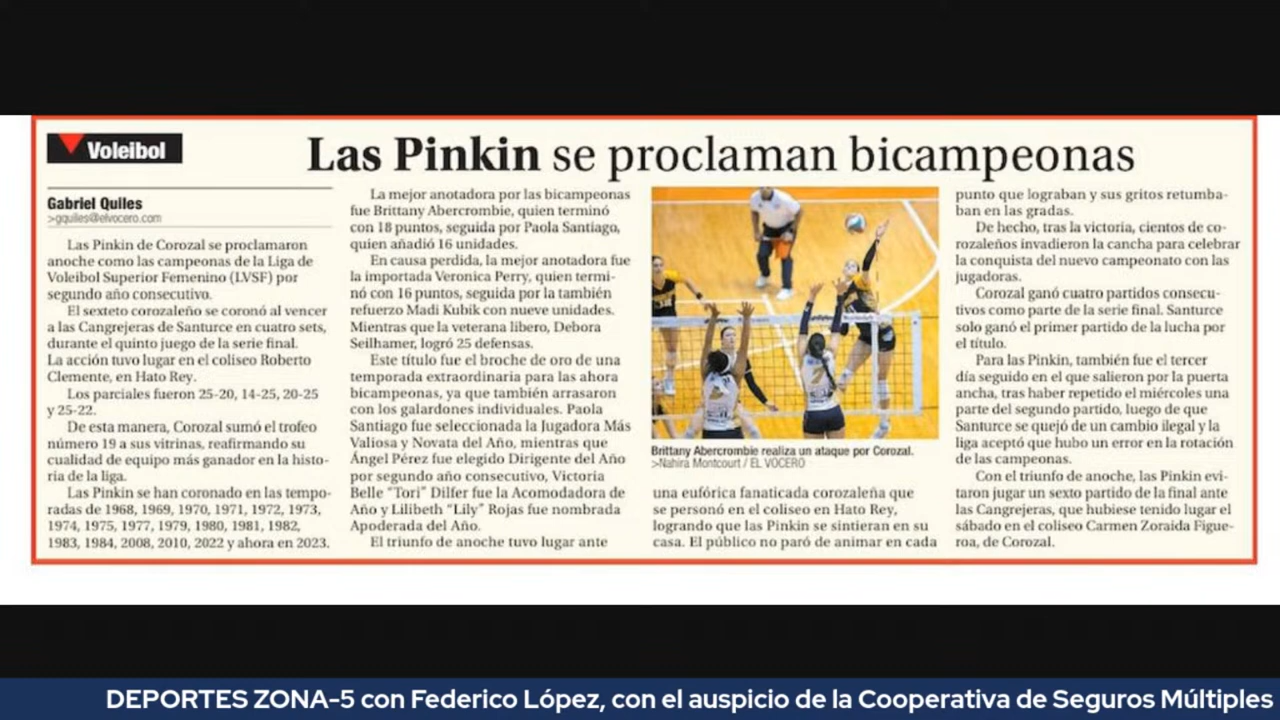 Voleibol
Las Pinkin se proclaman bicampeonas
Gabriel Quiles
>gquiles@elvocero.com
Las Pinkin de Corozal se proclamaron
anoche como las campeonas de la Liga de
Voleibol Superior Femenino (LVSF) por
segundo año consecutivo.
El sexteto corozaleño se coronó al vencer
a las Cangrejeras de Santurce en cuatro sets,
durante el quinto juego de la serie final.
La acción tuvo lugar en el coliseo Roberto
Clemente, en Hato Rey.
Los parciales fueron 25-20, 14-25, 20-25
y 25-22.
De esta manera, Corozal sumó el trofeo
número 19 a sus vitrinas, reafirmando su
cualidad de equipo más ganador en la histo-
ria de la liga.
Las Pinkin se han coronado en las tempo-
radas de 1968, 1969, 1970, 1971, 1972, 1973,
1974, 1975, 1977, 1979, 1980, 1981, 1982,
1983, 1984, 2008, 2010, 2022 y ahora en 2023.
La mejor anotadora por las bicampeonas
fue Brittany Abercrombie, quien terminó
con 18 puntos, seguida por Paola Santiago,
quien añadió 16 unidades.
En causa perdida, la mejor anotadora fue
la importada Veronica Perry, quien termi-
nó con 16 puntos, seguida por la también
refuerzo Madi Kubik con nueve unidades.
Mientras que la veterana libero, Debora
Seilhamer, logró 25 defensas.
Este título fue el broche de oro de una
temporada extraordinaria para las ahora
bicampeonas, ya que también arrasaron
con los galardones individuales. Paola
Santiago fue seleccionada la Jugadora Más
Valiosa y Novata del Año, mientras que
Ángel Pérez fue elegido Dirigente del Año
por segundo año consecutivo, Victoria
Belle “Tori” Dilfer fue la Acomodadora de
Año y Lilibeth “Lily” Rojas fue nombrada
Apoderada del Año.
El triunfo de anoche tuvo lugar ante
Brittany Abercrombie realiza un ataque por Corozal.
>Nahira Montcourt / EL VOCERO
una eufórica fanaticada corozaleña que
se personó en el coliseo en Hato Rey,
logrando que las Pinkin se sintieran en su
casa. El público no paró de animar en cada
punto que lograban y sus gritos retumba-
ban en las gradas.
De hecho, tras la victoria, cientos de co-
rozaleños invadieron la cancha para celebrar
la conquista del nuevo campeonato con las
jugadoras.
Corozal ganó cuatro partidos consecu-
tivos como parte de la serie final. Santurce
solo ganó el primer partido de la lucha por
el título.
Para las Pinkin, también fue el tercer
día seguido en el que salieron por la puerta
ancha, tras haber repetido el miércoles una
parte del segundo partido, luego de que
Santurce se quejó de un cambio ilegal y la
liga aceptó que hubo un error en la rotación
de las campeonas.
Con el triunfo de anoche, las Pinkin evi-
taron jugar un sexto partido de la final ante
las Cangrejeras, que hubiese tenido lugar el
sábado en el coliseo Carmen Zoraida Figue-
roa, de Corozal.
DEPORTES ZONA-5 con Federico López, con el auspicio de la Cooperativa de Seguros Múltiples